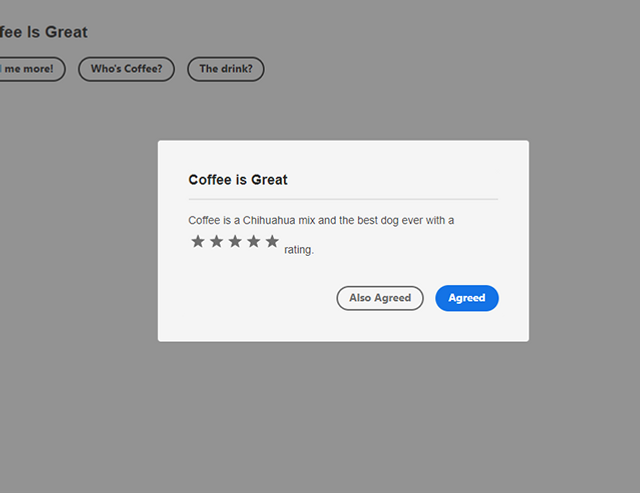 fee Is Great
me more!
Who's Coffee?
The drink?
Coffee is Great
Coffee is a Chihuahua mix and the best dog ever with a
★★★★★ rating.
Also Agreed
Agreed